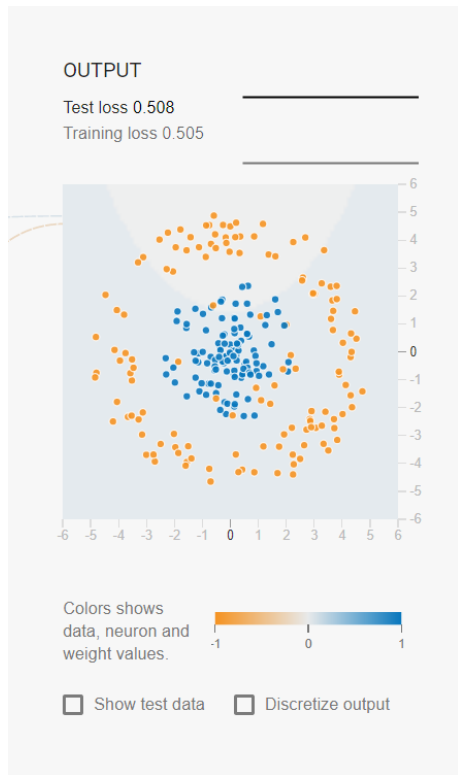 OUTPUT
Test loss 0.508
Training loss 0.505
6
5
4
3
2
1
0
-1
-2
-3
-4
-5
-6
-6 -5 -4 -3 -2 -1 0 1 2 3 4 5 6
Colors shows
data, neuron and
weight values.
-1 0 1
Show test data Discretize output